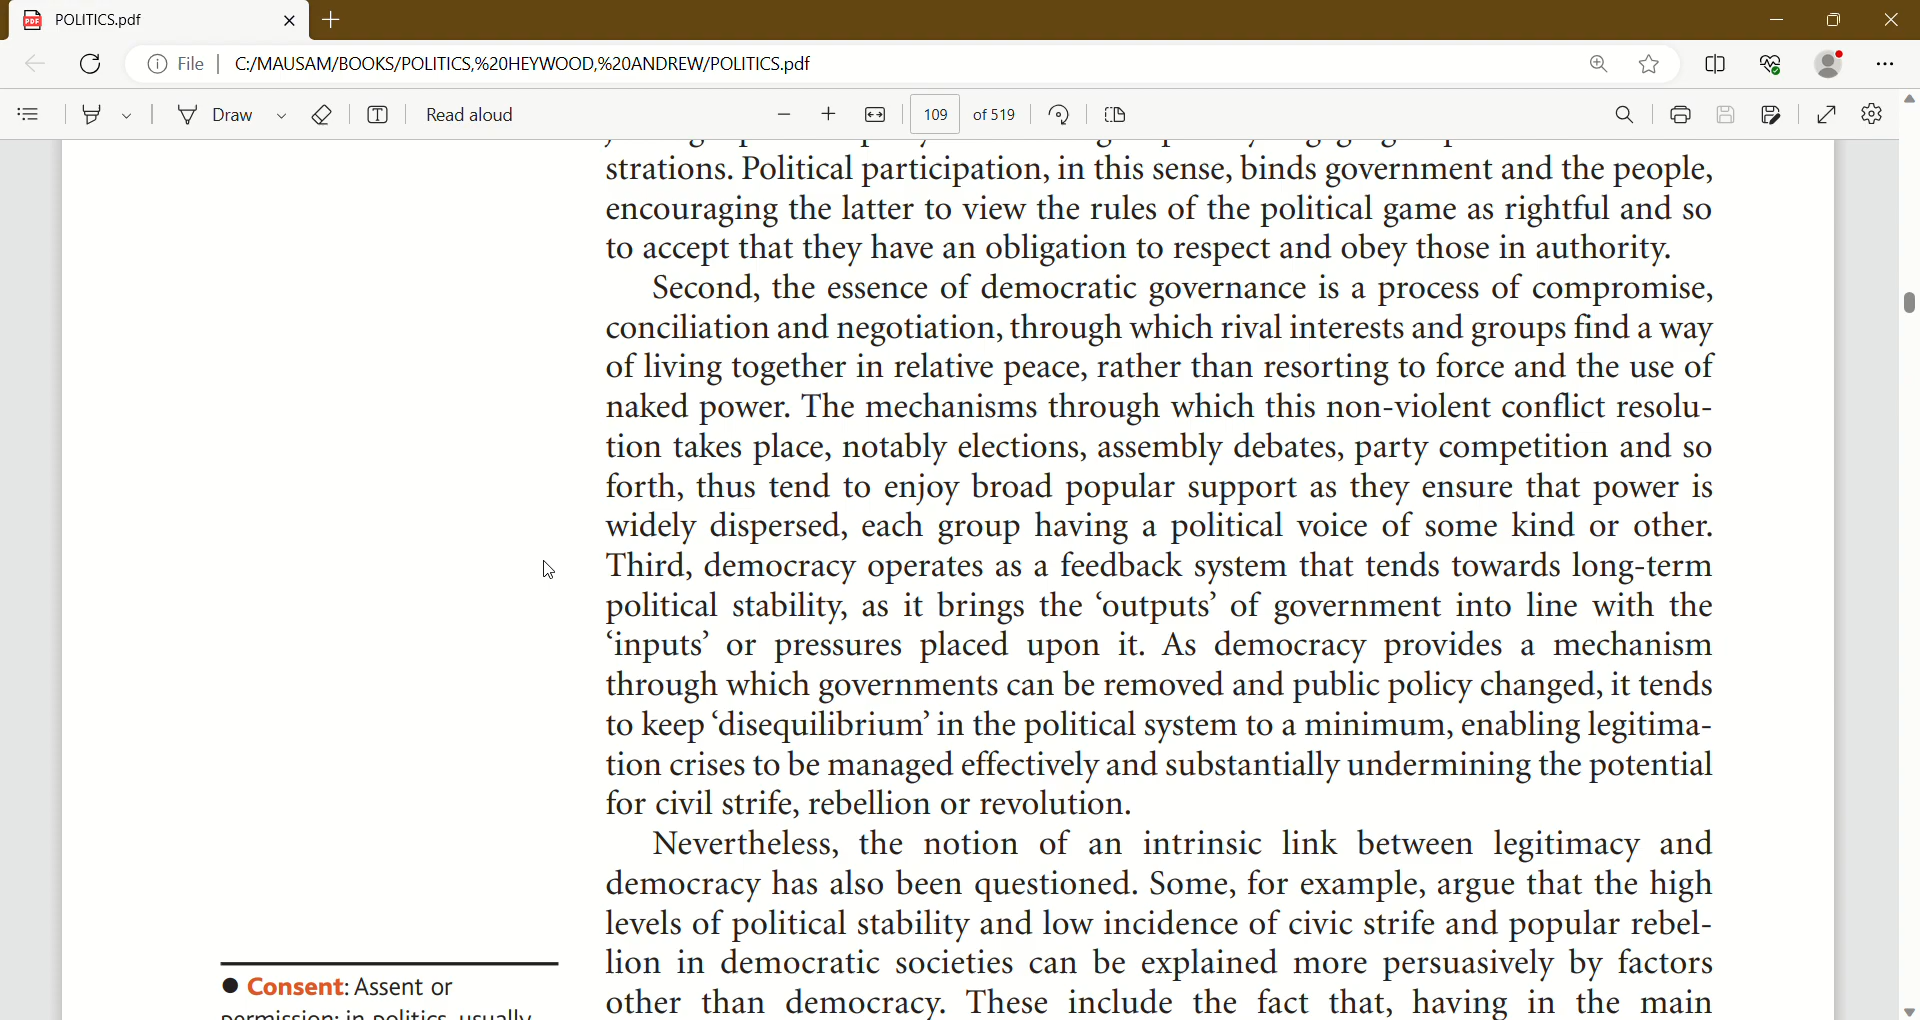 POLITICS.pdf
File
C:/MAUSAM/BOOKS/POLITICS,%20HEYWOOD,%20ANDREW/POLITICS.pdf
Draw
Read aloud
109 of 519
strations. Political participation, in this sense, binds government and the people,
encouraging the latter to view the rules of the political game as rightful and so
to accept that they have an obligation to respect and obey those in authority.
Second, the essence of democratic governance is a process of compromise,
conciliation and negotiation, through which rival interests and groups find a way
of living together in relative peace, rather than resorting to force and the use of
naked power. The mechanisms through which this non-violent conflict resolu-
tion takes place, notably elections, assembly debates, party competition and so
forth, thus tend to enjoy broad popular support as they ensure that power is
widely dispersed, each group having a political voice of some kind or other.
Third, democracy operates as a feedback system that tends towards long-term
political stability, as it brings the ‘outputs’ of government into line with the
‘inputs’ or pressures placed upon it. As democracy provides a mechanism
through which governments can be removed and public policy changed, it tends
to keep ‘disequilibrium’ in the political system to a minimum, enabling legitima-
tion crises to be managed effectively and substantially undermining the potential
for civil strife, rebellion or revolution.
Nevertheless, the notion of an intrinsic link between legitimacy and
democracy has also been questioned. Some, for example, argue that the high
levels of political stability and low incidence of civic strife and popular rebel-
lion in democratic societies can be explained more persuasively by factors
other than democracy. These include the fact that, having in the main
● Consent: Assent or
permission; in politics, usually